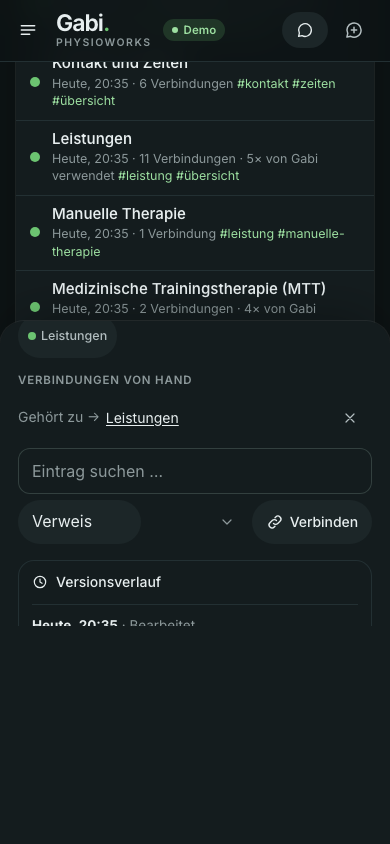 Gabi.
PHYSIOWORKS
Demo
Kontakt und Zeiten
Heute, 20:35 · 6 Verbindungen #kontakt #zeiten
#übersicht
Leistungen
Heute, 20:35 · 11 Verbindungen · 5× von Gabi
verwendet #leistung #übersicht
Manuelle Therapie
Heute, 20:35 · 1 Verbindung #leistung #manuelle-
therapie
Medizinische Trainingstherapie (MTT)
Heute, 20:35 · 2 Verbindungen · 4× von Gabi
Leistungen
VERBINDUNGEN VON HAND
Gehört zu → Leistungen
Eintrag suchen ...
Verweis
Verbinden
Versionsverlauf
Heute, 20:35 · Bearbeitet